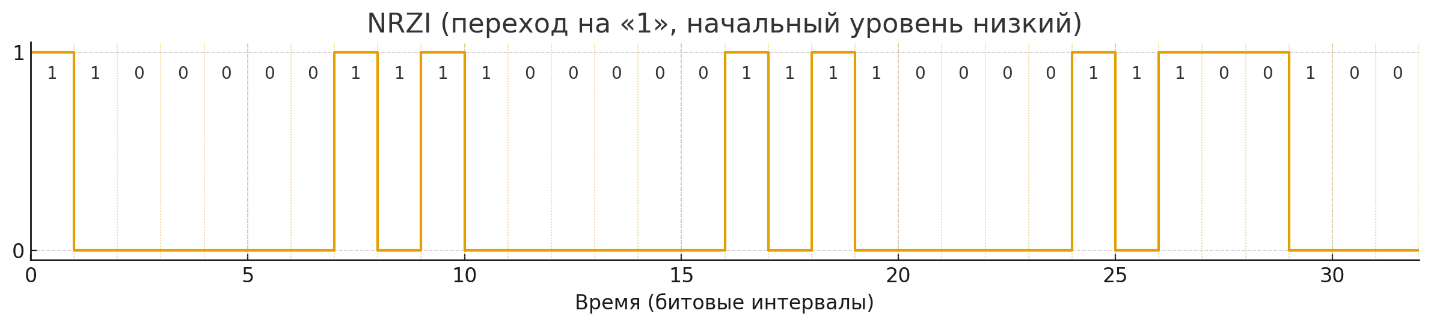 NRZI (переход на «1», начальный уровень низкий)
1
1 1 0 0 0 0 0 1 1 1 1 0 0 0 0 0 1 1 1 1 0 0 0 0 1 1 1 0 0 1 0 0
0
0 5 10 15 20 25 30
Время (битовые интервалы)